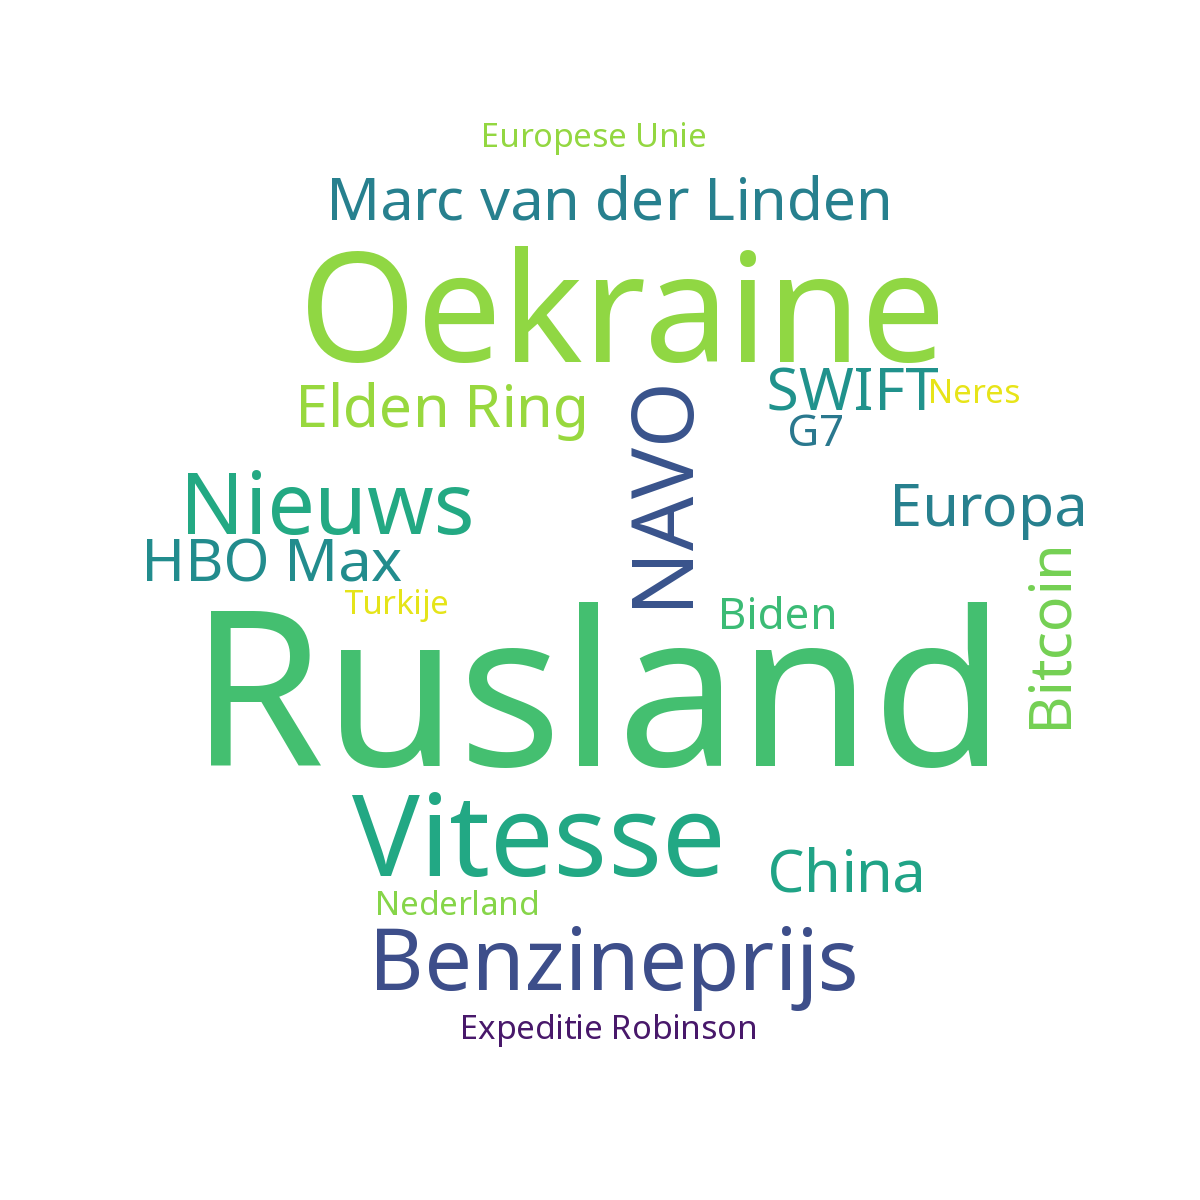 Europese Unie
Marc van der Linden
Oekraine
SWIFT
Neres
Elden Ring
NAVO
G7
Nieuws
Europa
HBO Max
Turkije
Biden
Bitcoin
Rusland
Vitesse
China
Nederland
Benzineprijs
Expeditie Robinson